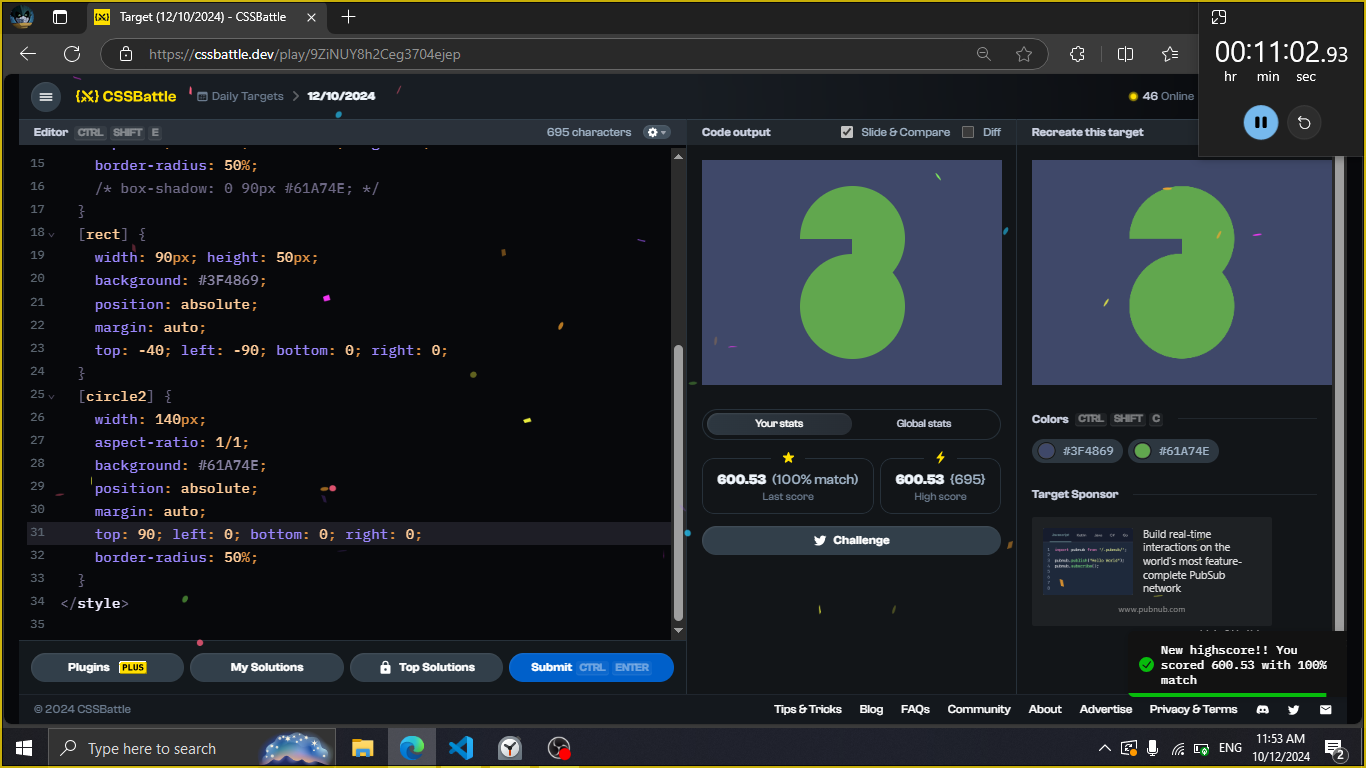 Target (12/10/2024) - CSSBattle
https://cssbattle.dev/play/9ZiNUY8h2Ceg3704ejep
00:11:02.93
hr min sec
CSSBattle
Daily Targets
12/10/2024
46 Online
Editor CTRL SHIFT E
695 characters
Code output
Slide & Compare
Diff
Recreate this target
15 border-radius: 50%;
16 /* box-shadow: 0 90px #61A74E; */
17 }
18 [rect] {
19 width: 90px; height: 50px;
20 background: #3F4869;
21 position: absolute;
22 margin: auto;
23 top: -40; left: -90; bottom: 0; right: 0;
24 }
25 [circle2] {
26 width: 140px;
27 aspect-ratio: 1/1;
28 background: #61A74E;
29 position: absolute;
30 margin: auto;
31 top: 90; left: 0; bottom: 0; right: 0;
32 border-radius: 50%;
33 }
34 </style>
35
Your stats
Global stats
600.53 (100% match)
Last score
600.53 {695}
High score
Challenge
Colors CTRL SHIFT C
#3F4869
#61A74E
Target Sponsor
Build real-time
interactions on the
world's most feature-
complete PubSub
network
www.pubnub.com
New highscore!! You
scored 600.53 with 100%
match
Plugins PLUS
My Solutions
Top Solutions
Submit CTRL ENTER
© 2024 CSSBattle
Tips & Tricks
Blog
FAQs
Community
About
Advertise
Privacy & Terms
Type here to search
ENG
11:53 AM
10/12/2024
2